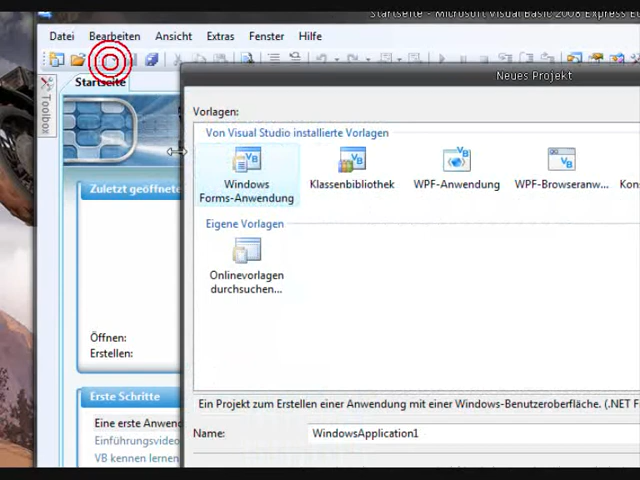 Startseite - Microsoft Visual Basic 2008 Express Ed
Datei Bearbeiten Ansicht Extras Fenster Hilfe
Toolbox
Startseite
Neues Projekt
Vorlagen:
Von Visual Studio installierte Vorlagen
Windows Forms-Anwendung
Klassenbibliothek
WPF-Anwendung
WPF-Browseranw...
Kons
Eigene Vorlagen
Onlinevorlagen durchsuchen...
Zuletzt geöffnete
Öffnen:
Erstellen:
Erste Schritte
Eine erste Anwend
Einführungsvideo
VB kennen lernen
Ein Projekt zum Erstellen einer Anwendung mit einer Windows-Benutzeroberfläche. (.NET F
Name: WindowsApplication1